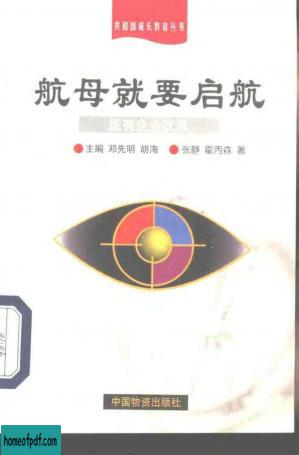 共和国成长教育丛书
航母就要启航
国有企业改革
主编 邓先明 胡海 张静 霍丙森 著
中国物资出版社
homeofpdf.com
homeofpdf.com